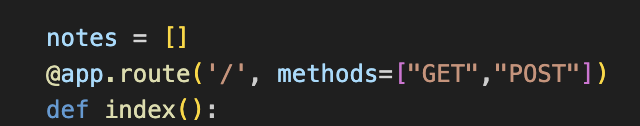 notes = []
@app.route('/', methods=["GET","POST"])
def index():